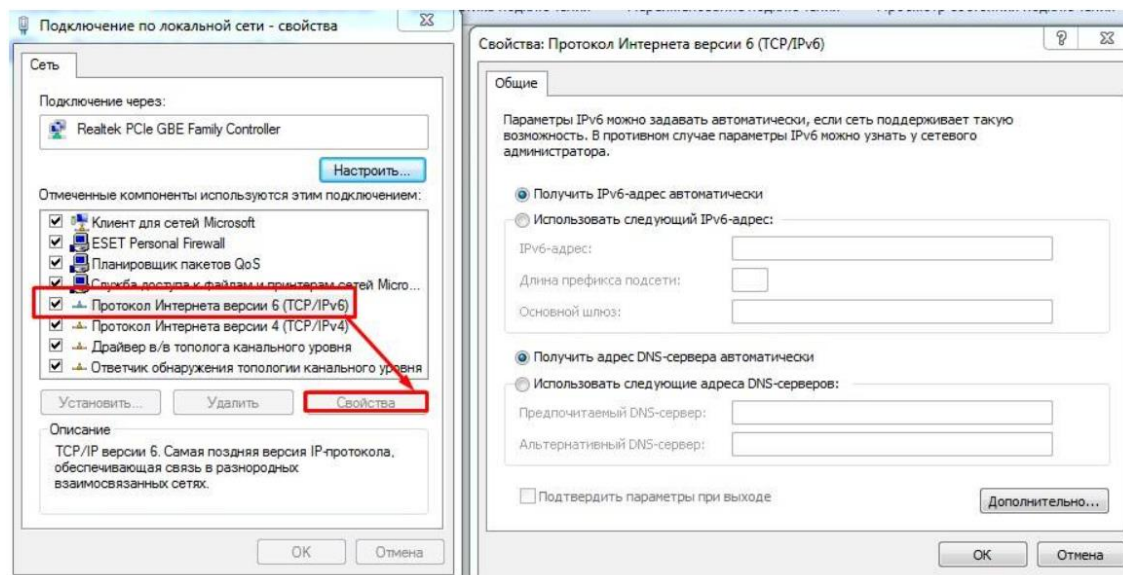 Подключение по локальной сети - свойства
Сеть
Подключение через:
Realtek PCIe GBE Family Controller
Настроить...
Отмеченные компоненты используются этим подключением:
Клиент для сетей Microsoft
ESET Personal Firewall
Планировщик пакетов QoS
Служба доступа к файлам и принтерам сетей Micro...
Протокол Интернета версии 6 (TCP/IPv6)
Протокол Интернета версии 4 (TCP/IPv4)
Драйвер в/в тополога канального уровня
Ответчик обнаружения топологии канального уровня
Установить...
Удалить
Свойства
Описание
TCP/IP версии 6. Самая поздняя версия IP-протокола,
обеспечивающая связь в разнородных
взаимосвязанных сетях.
OK
Отмена
Свойства: Протокол Интернета версии 6 (TCP/IPv6)
Общие
Параметры IPv6 можно задавать автоматически, если сеть поддерживает такую
возможность. В противном случае параметры IPv6 можно узнать у сетевого
администратора.
Получить IPv6-адрес автоматически
Использовать следующий IPv6-адрес:
IPv6-адрес:
Длина префикса подсети:
Основной шлюз:
Получить адрес DNS-сервера автоматически
Использовать следующие адреса DNS-серверов:
Предпочитаемый DNS-сервер:
Альтернативный DNS-сервер:
Подтвердить параметры при выходе
Дополнительно...
OK
Отмена